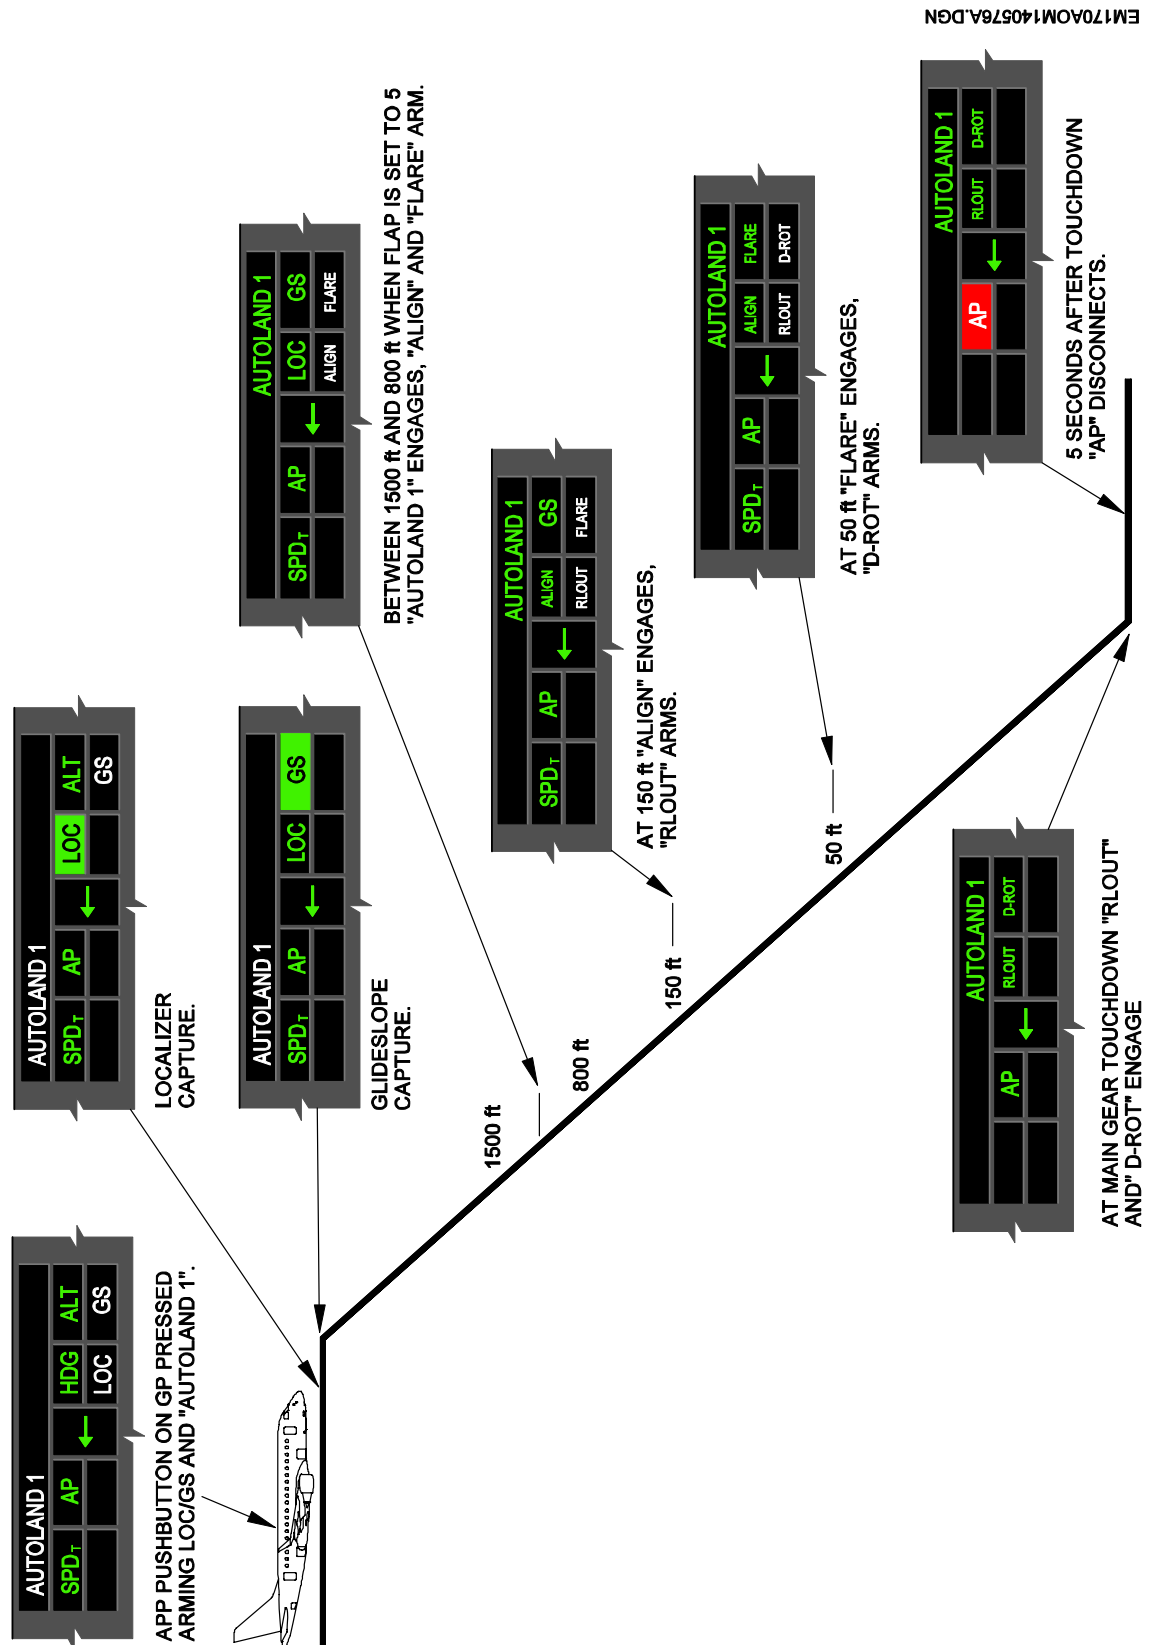 EM170AOM140576A.DGN
AUTOLAND 1
SPDT AP ← HDG ALT
LOC GS
APP PUSHBUTTON ON GP PRESSED
ARMING LOC/GS AND "AUTOLAND 1".
AUTOLAND 1
SPDT AP ← LOC ALT
GS
LOCALIZER
CAPTURE.
AUTOLAND 1
SPDT AP ← LOC GS
GLIDESLOPE
CAPTURE.
AUTOLAND 1
SPDT AP ← LOC GS
ALIGN FLARE
BETWEEN 1500 ft AND 800 ft WHEN FLAP IS SET TO 5
"AUTOLAND 1" ENGAGES, "ALIGN" AND "FLARE" ARM.
1500 ft
800 ft
AUTOLAND 1
SPDT AP ← ALIGN GS
RLOUT FLARE
AT 150 ft "ALIGN" ENGAGES,
"RLOUT" ARMS.
150 ft
AUTOLAND 1
SPDT AP ← ALIGN FLARE
RLOUT D-ROT
AT 50 ft "FLARE" ENGAGES,
"D-ROT" ARMS.
50 ft
AUTOLAND 1
AP ← RLOUT D-ROT
AT MAIN GEAR TOUCHDOWN "RLOUT"
AND" D-ROT" ENGAGE
AUTOLAND 1
AP ← RLOUT D-ROT
5 SECONDS AFTER TOUCHDOWN
"AP" DISCONNECTS.